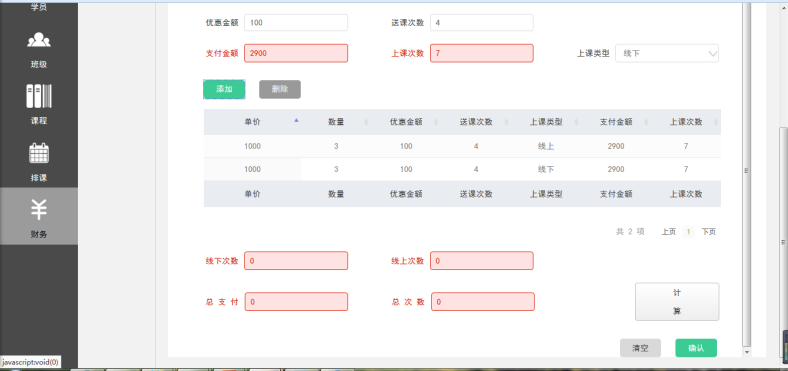 学员
班级
课程
排课
财务
优惠金额 100 送课次数 4
支付金额 2900 上课次数 7 上课类型 线下
添加 删除
单价 数量 优惠金额 送课次数 上课类型 支付金额 上课次数
1000 3 100 4 线上 2900 7
1000 3 100 4 线下 2900 7
单价 数量 优惠金额 送课次数 上课类型 支付金额 上课次数
共 2 项 上页 1 下页
线下次数 0 线上次数 0
总 支 付 0 总 次 数 0
计
算
清空 确认
javascript:void(0)